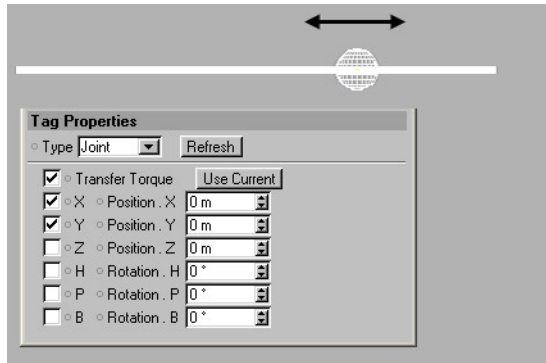 Tag Properties
Type Joint Refresh
Transfer Torque Use Current
X Position . X 0 m
Y Position . Y 0 m
Z Position . Z 0 m
H Rotation . H 0 °
P Rotation . P 0 °
B Rotation . B 0 °